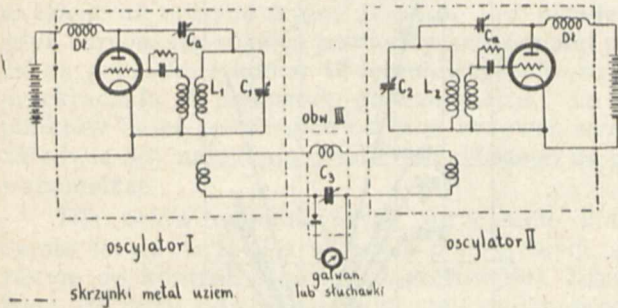 Dł
Ca
L₁
C₁
obw III
C₃
Dł
Ca
C₂
L₂
oscylator I
oscylator II
galwan.
lub słuchawki
skrzynki metal uziem.